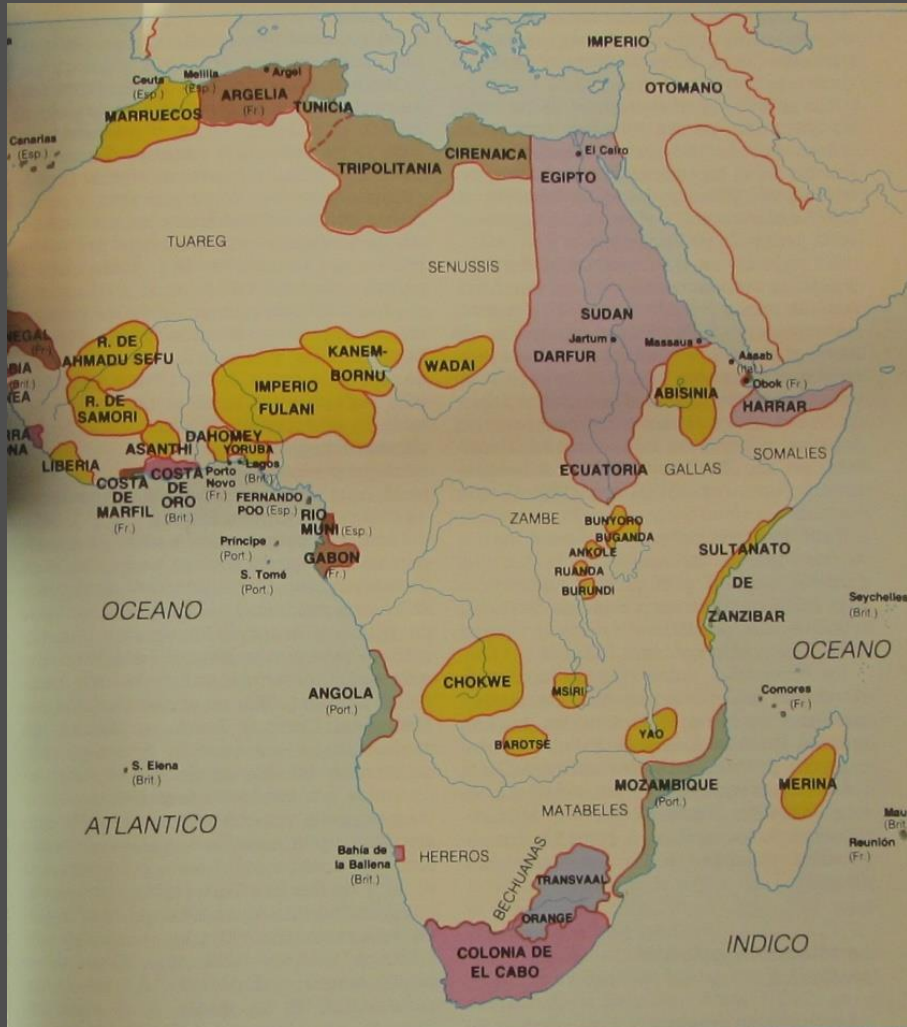 IMPERIO
OTOMANO
Ceuta
(Esp.)
Melilla
(Esp.)
Argel
ARGELIA
(Fr.)
MARRUECOS
TUNICIA
Canarias
(Esp.)
TRIPOLITANIA
CIRENAICA
El Cairo
EGIPTO
TUAREG
SENUSSIS
SUDAN
Jartum
DARFUR
Massaua
Assab
Obok (Fr.)
R. DE
AHMADU SEFU
KANEM-
BORNU
WADAI
IMPERIO
FULANI
ABISINIA
HARRAR
R. DE
SAMORI
ASANTHI
DAHOMEY
YORUBA
LIBERIA
COSTA
DE
MARFIL
(Fr.)
COSTA
DE
ORO
(Brit.)
Porto
Novo
(Fr.)
Lagos
(Brit.)
ECUATORIA
GALLAS
SOMALIES
FERNANDO
POO (Esp.)
RIO
MUNI (Esp.)
GABON
(Fr.)
Príncipe
(Port.)
S. Tomé
(Port.)
ZAMBE
BUNYORO
BUGANDA
ANKOLE
RUANDA
BURUNDI
SULTANATO
DE
ZANZIBAR
Seychelles
(Brit.)
OCEANO
OCEANO
ANGOLA
(Port.)
CHOKWE
MSIRI
Comores
(Fr.)
BAROTSE
YAO
S. Elena
(Brit.)
MOZAMBIQUE
(Port.)
MERINA
ATLANTICO
MATABELES
Reunión
(Fr.)
Bahía de
la Ballena
(Brit.)
HEREROS
BECHUANAS
TRANSVAAL
ORANGE
COLONIA DE
EL CABO
INDICO